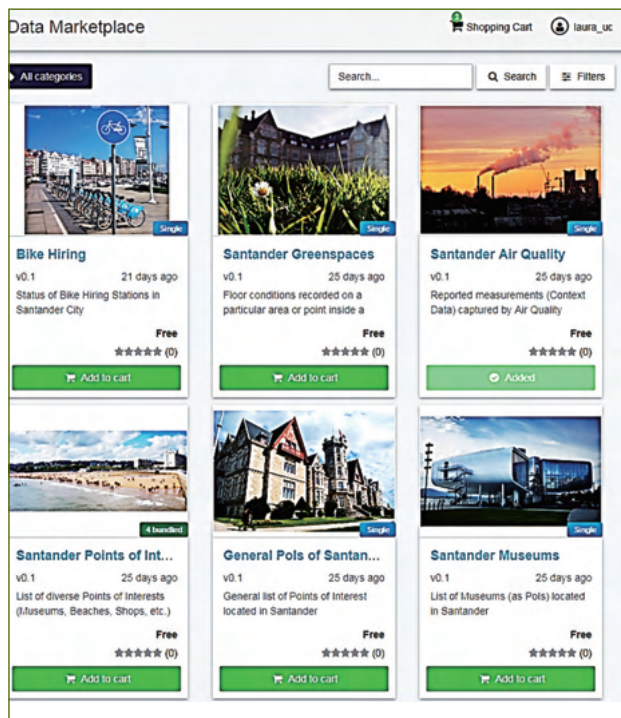 Data Marketplace
Shopping Cart
laura_uc
All categories
Search...
Search
Filters
Single
Single
Single
Bike Hiring
Santander Greenspaces
Santander Air Quality
v0.1 21 days ago
v0.1 25 days ago
v0.1 25 days ago
Status of Bike Hiring Stations in
Santander City
Floor conditions recorded on a
particular area or point inside a
Reported measurements (Context
Data) captured by Air Quality
Free
Free
Free
(0)
(0)
(0)
Add to cart
Add to cart
Added
4 bundled
Single
Single
Santander Points of Int...
General PoIs of Santan...
Santander Museums
v0.1 25 days ago
v0.1 25 days ago
v0.1 25 days ago
List of diverse Points of Interests
(Museums, Beaches, Shops, etc.)
General list of Points of Interest
located in Santander
List of Museums (as PoIs) located
in Santander
Free
Free
Free
(0)
(0)
(0)
Add to cart
Add to cart
Add to cart